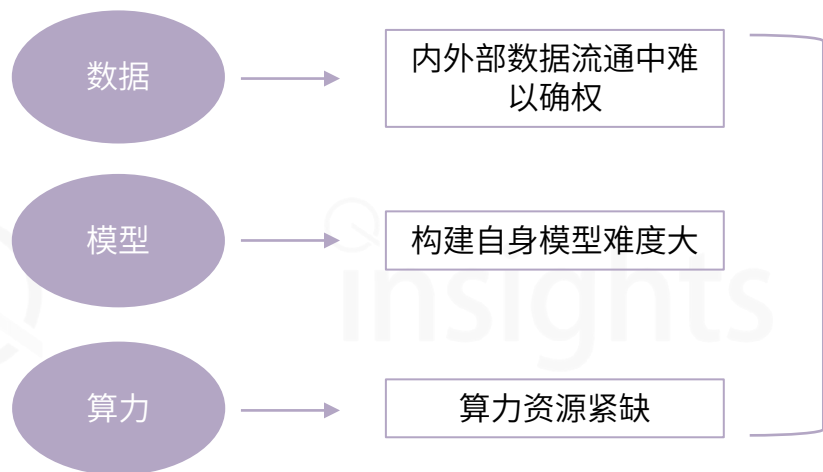 数据
内外部数据流通中难
以确权
模型
构建自身模型难度大
insights
算力
算力资源紧缺